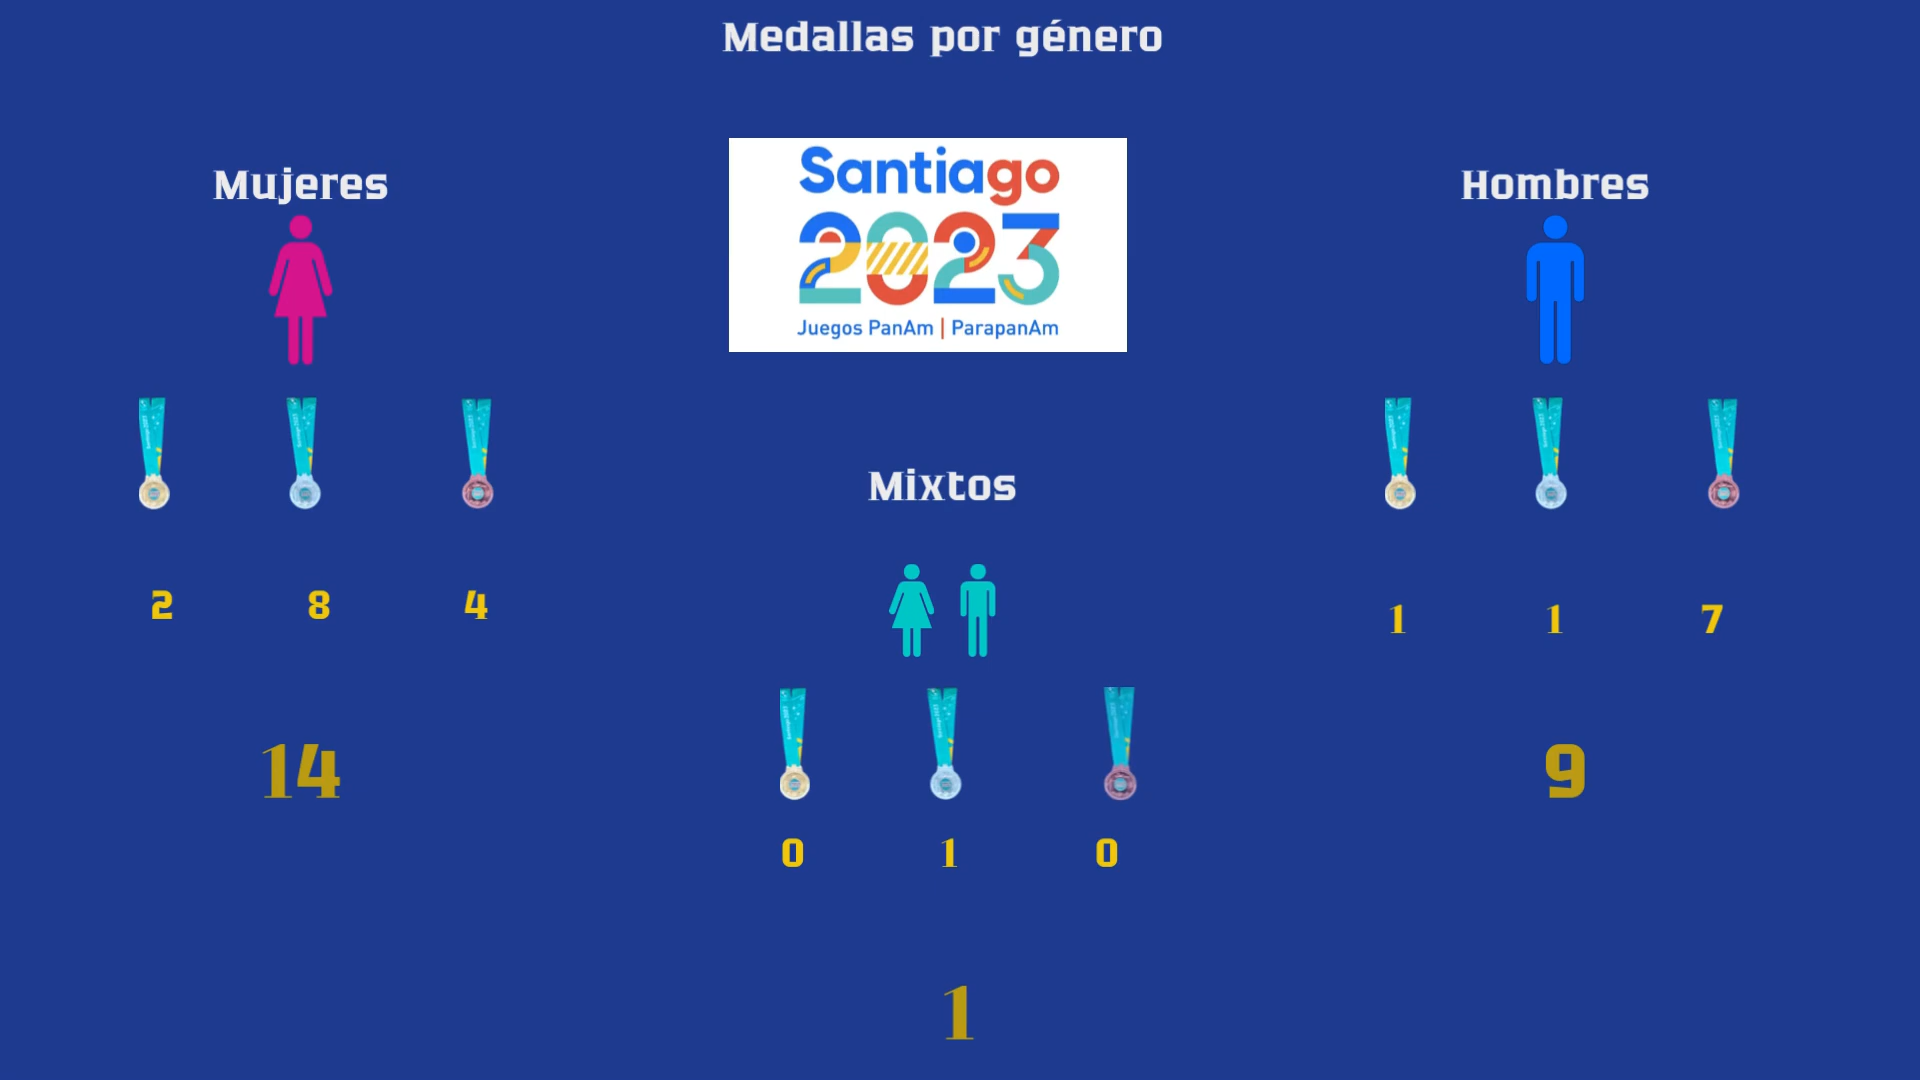 Medallas por género
Santiago
2023
Juegos PanAm | ParapanAm
Mujeres
2 8 4
14
Mixtos
0 1 0
1
Hombres
1 1 7
9